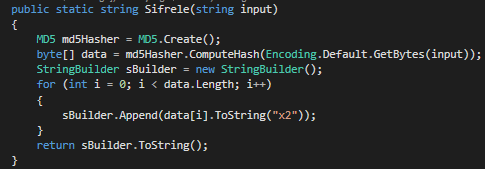 public static string Sifrele(string input)
{
MD5 md5Hasher = MD5.Create();
byte[] data = md5Hasher.ComputeHash(Encoding.Default.GetBytes(input));
StringBuilder sBuilder = new StringBuilder();
for (int i = 0; i < data.Length; i++)
{
sBuilder.Append(data[i].ToString("x2"));
}
return sBuilder.ToString();
}